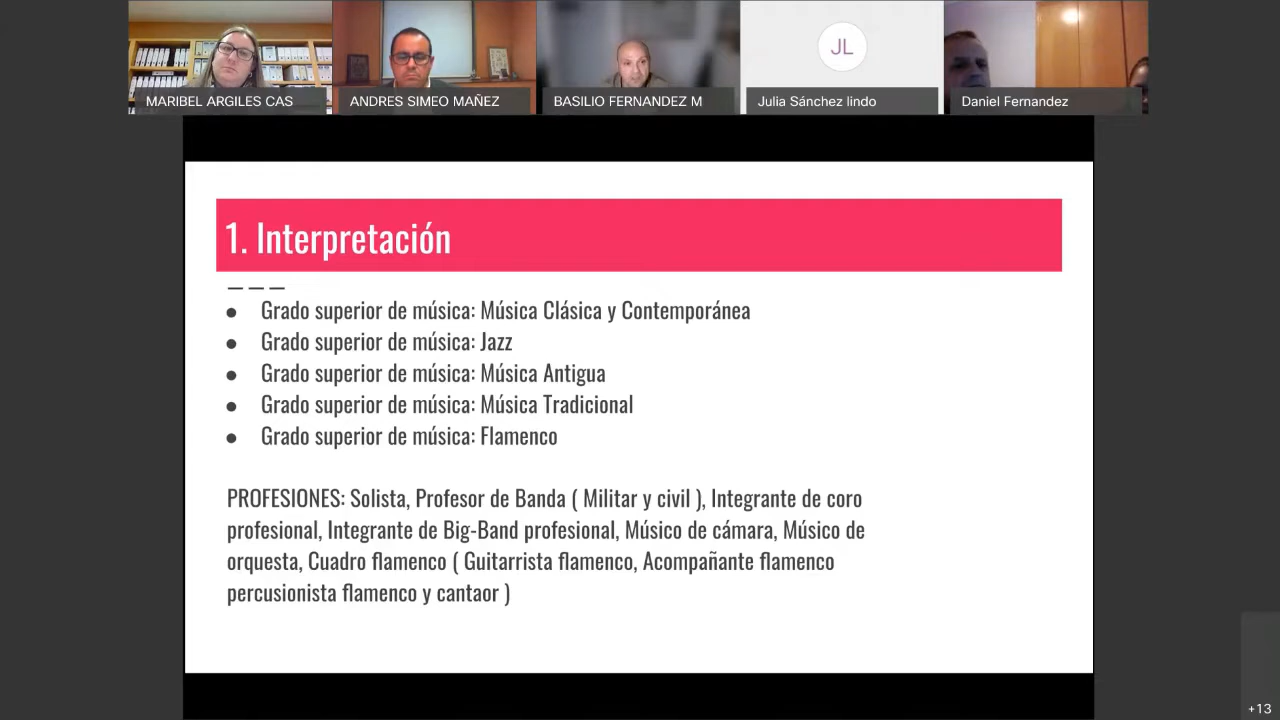 MARIBEL ARGILES CAS
ANDRES SIMEO MAÑEZ
BASILIO FERNANDEZ M
JL
Julia Sánchez lindo
Daniel Fernandez
1. Interpretación
● Grado superior de música: Música Clásica y Contemporánea
● Grado superior de música: Jazz
● Grado superior de música: Música Antigua
● Grado superior de música: Música Tradicional
● Grado superior de música: Flamenco
PROFESIONES: Solista, Profesor de Banda ( Militar y civil ), Integrante de coro
profesional, Integrante de Big-Band profesional, Músico de cámara, Músico de
orquesta, Cuadro flamenco ( Guitarrista flamenco, Acompañante flamenco
percusionista flamenco y cantaor )
+13